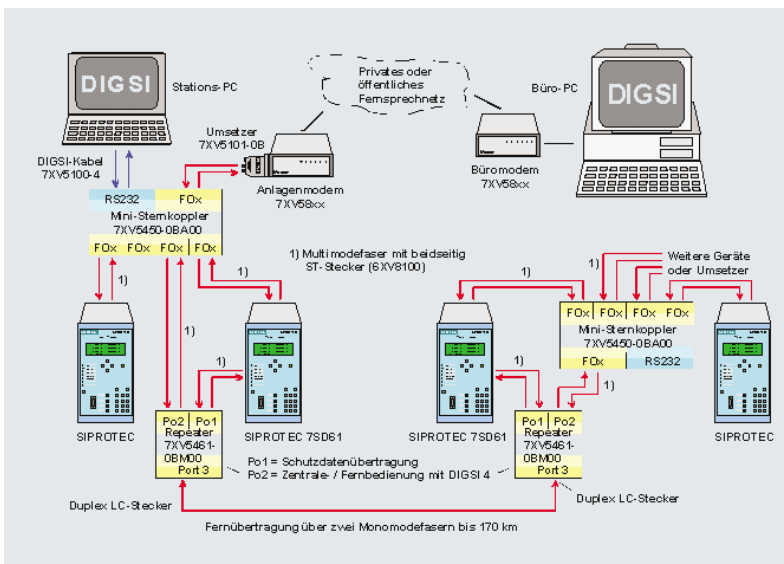 DIGSI
Stations-PC
Privates oder
öffentliches
Fernsprechnetz
Büro-PC
DIGSI
Umsetzer
7XV5101-0B
DIGSI-Kabel
7XV5100-4
Anlagenmodem
7XV58xx
Büromodem
7XV58xx
RS232
FOx
Mini-Sternkoppler
7XV5450-0BA00
FOx
FOx
FOx
FOx
1) Multimodefaser mit beidseitig
ST-Stecker (6XV8100)
1)
1)
1)
1)
1)
1)
Weitere Geräte
oder Umsetzer
FOx
FOx
FOx
FOx
Mini-Sternkoppler
7XV5450-0BA00
FOx
RS232
1)
1)
SIPROTEC
SIPROTEC 7SD61
SIPROTEC 7SD61
SIPROTEC
Po2
Po1
Repeater
7XV5461-
0BM00
Port 3
Po1 = Schutzdatenübertragung
Po2 = Zentrale- / Fernbedienung mit DIGSI 4
Po1
Po2
Repeater
7XV5461-
0BM00
Port 3
Duplex LC-Stecker
Duplex LC-Stecker
Fernübertragung über zwei Monomodefasern bis 170 km